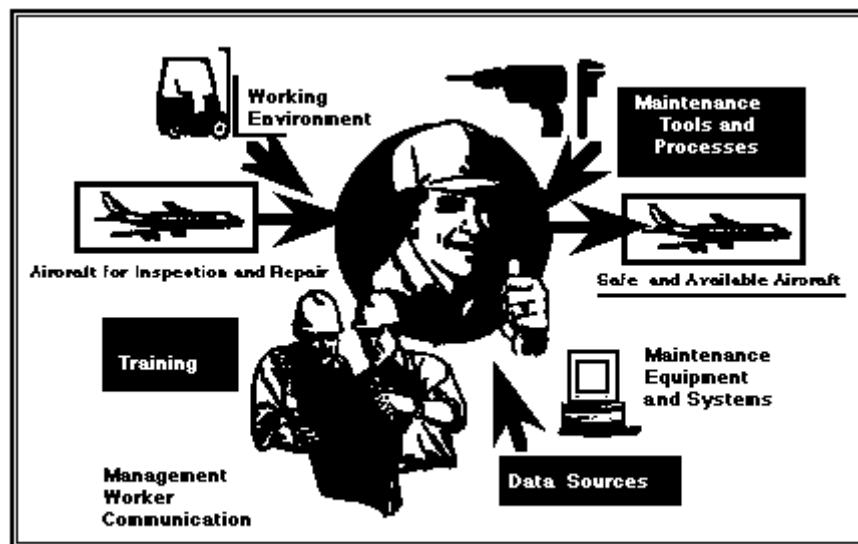 Working
Environment
Maintenance
Tools and
Processes
Aircraft for Inspection and Repair
Safe and Available Aircraft
Training
Maintenance
Equipment
and Systems
Management
Worker
Communication
Data Sources